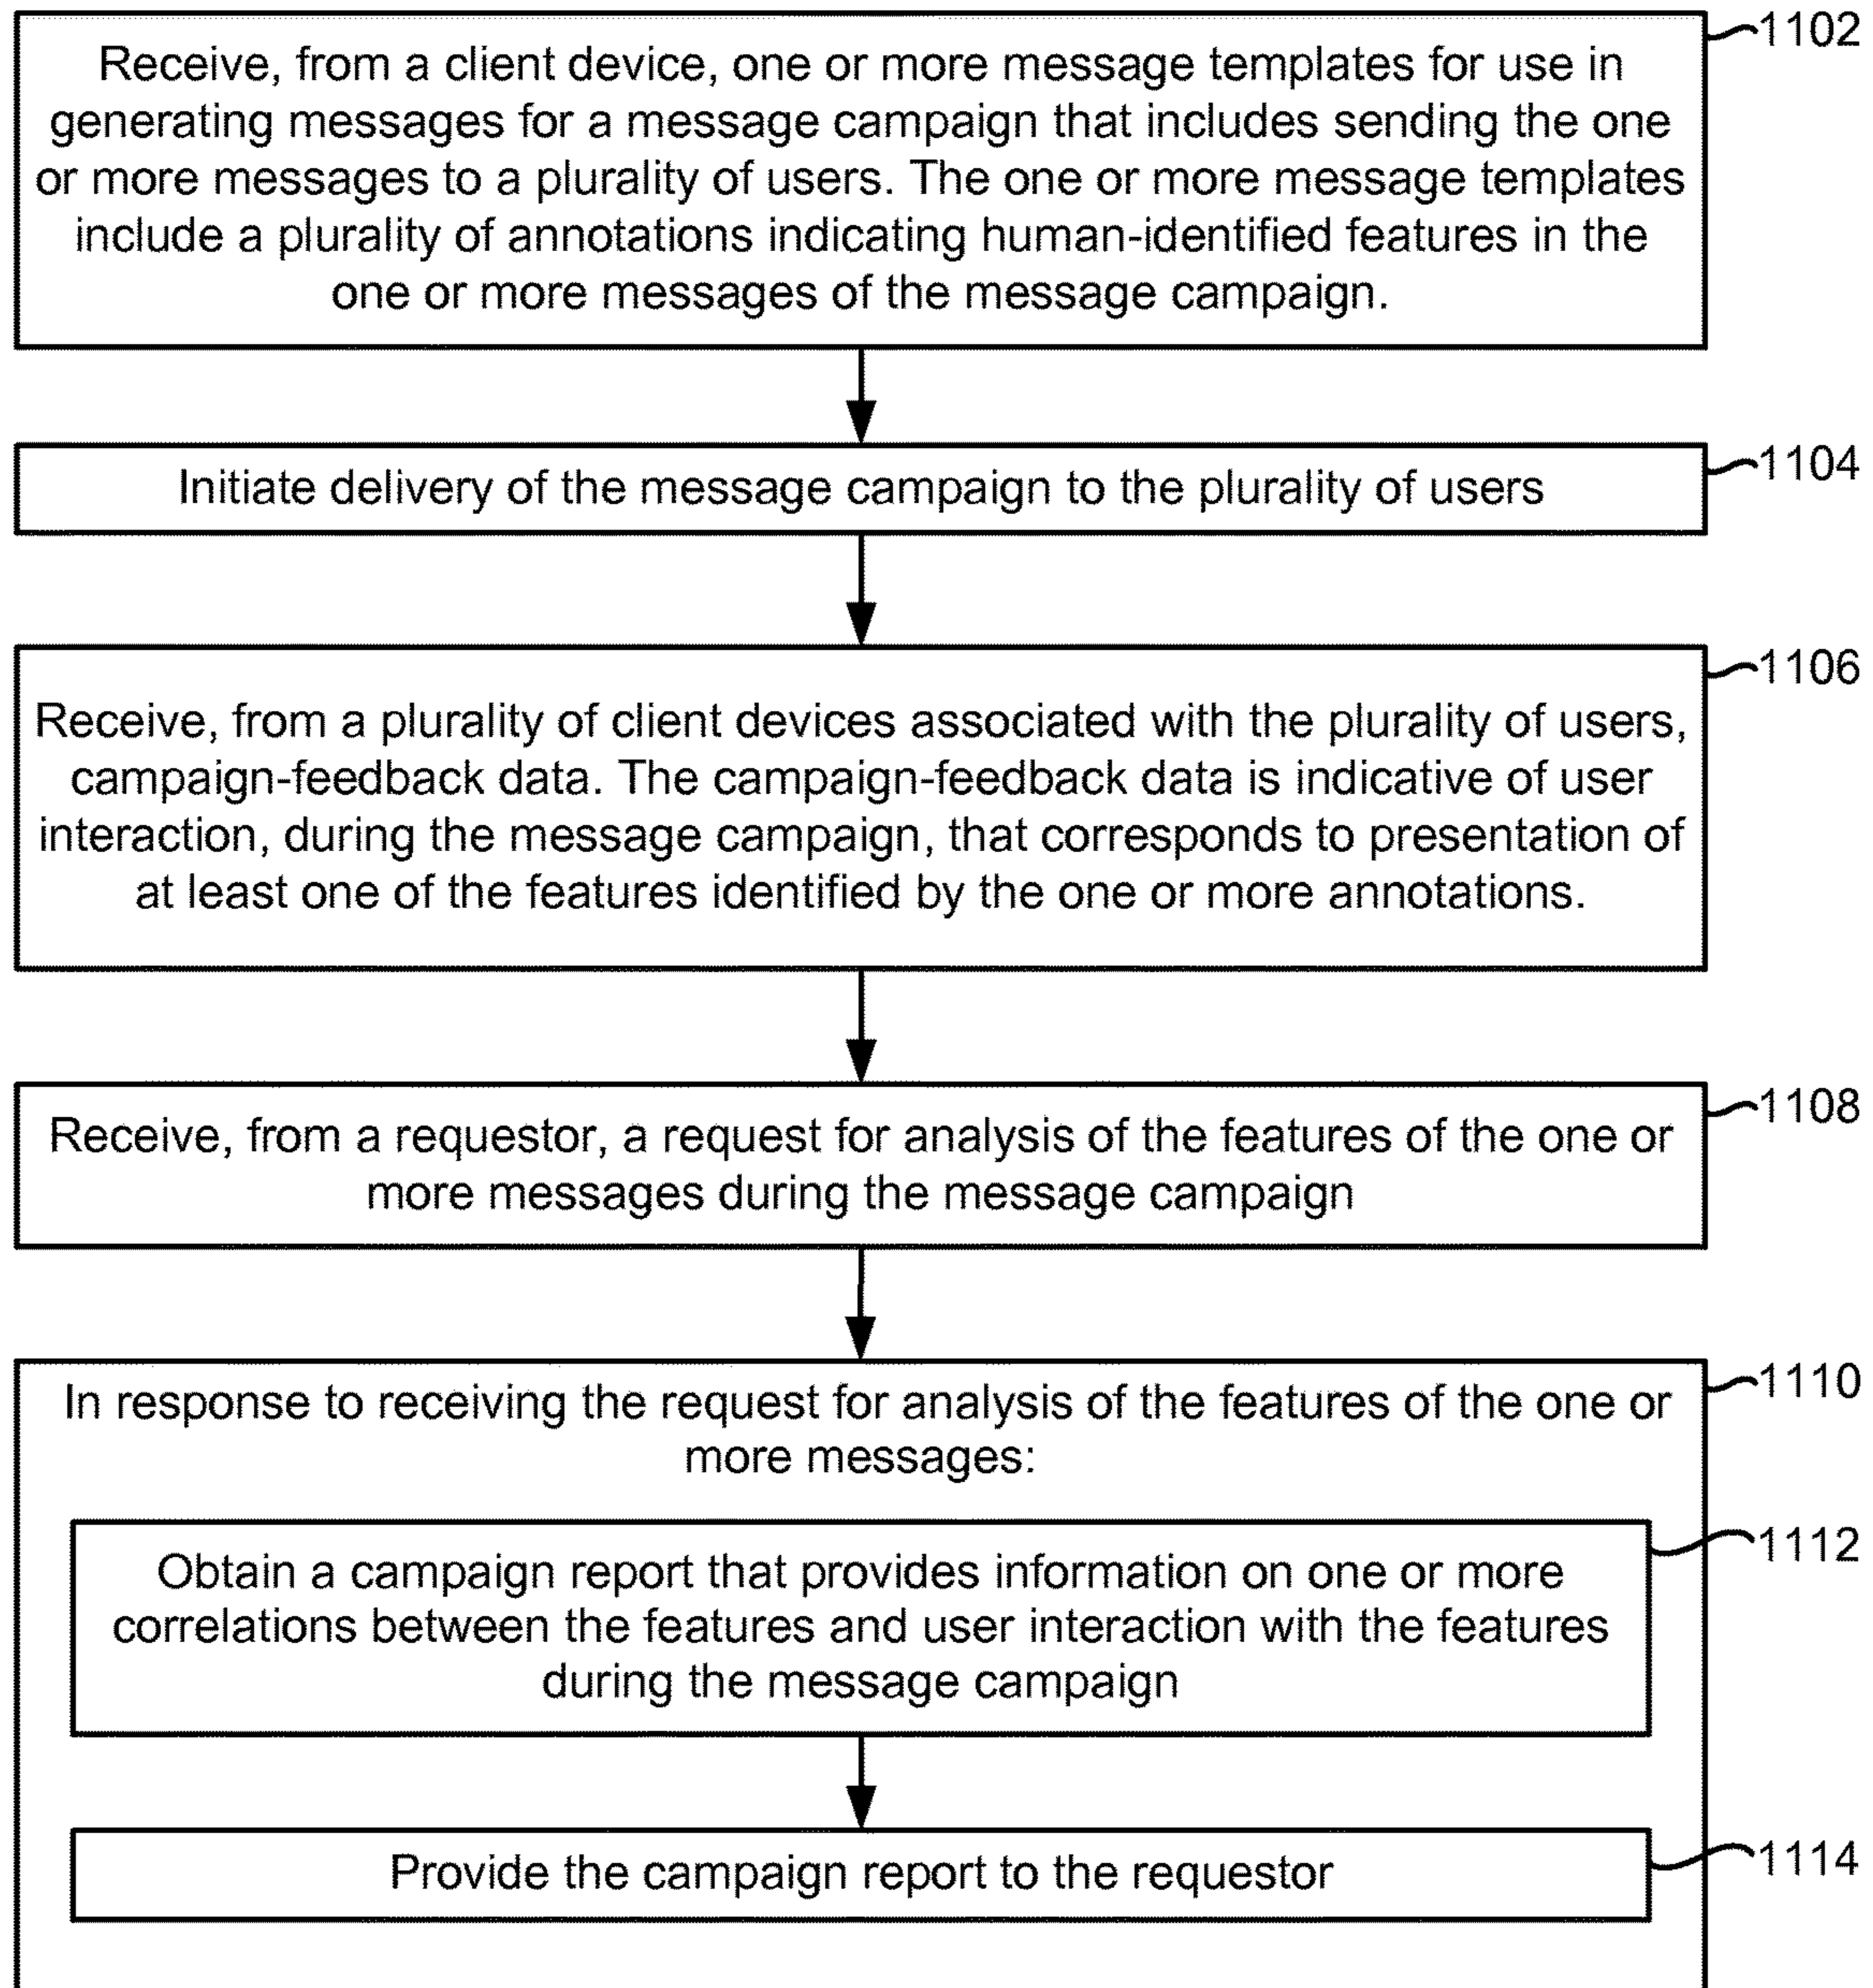 1102
Receive, from a client device, one or more message templates for use in
generating messages for a message campaign that includes sending the one
or more messages to a plurality of users. The one or more message templates
include a plurality of annotations indicating human-identified features in the
one or more messages of the message campaign.
1104
Initiate delivery of the message campaign to the plurality of users
1106
Receive, from a plurality of client devices associated with the plurality of users,
campaign-feedback data. The campaign-feedback data is indicative of user
interaction, during the message campaign, that corresponds to presentation of
at least one of the features identified by the one or more annotations.
1108
Receive, from a requestor, a request for analysis of the features of the one or
more messages during the message campaign
1110
In response to receiving the request for analysis of the features of the one or
more messages:
1112
Obtain a campaign report that provides information on one or more
correlations between the features and user interaction with the features
during the message campaign
1114
Provide the campaign report to the requestor